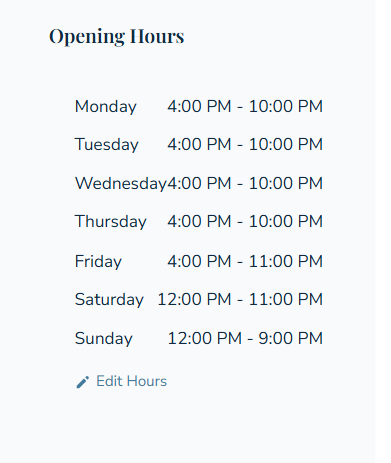 Opening Hours
Monday 4:00 PM - 10:00 PM
Tuesday 4:00 PM - 10:00 PM
Wednesday4:00 PM - 10:00 PM
Thursday 4:00 PM - 10:00 PM
Friday 4:00 PM - 11:00 PM
Saturday 12:00 PM - 11:00 PM
Sunday 12:00 PM - 9:00 PM
Edit Hours